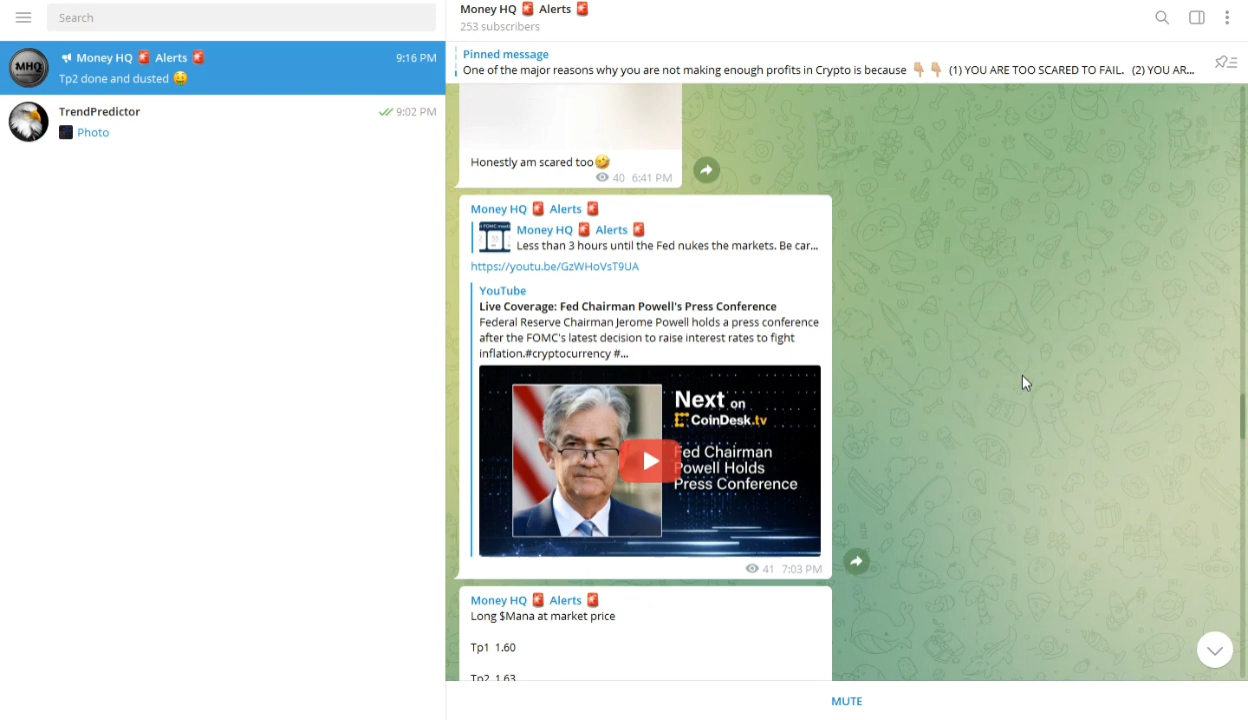 Search
Money HQ 🚨 Alerts 🚨
9:16 PM
Tp2 done and dusted 🤑
TrendPredictor
9:02 PM
Photo
MHQ
Money HQ 🚨 Alerts 🚨
253 subscribers
Pinned message
One of the major reasons why you are not making enough profits in Crypto is because 👇🏼 👇🏼 (1) YOU ARE TOO SCARED TO FAIL. (2) YOU AR...
Honestly am scared too🤣
40 6:41 PM
Money HQ 🚨 Alerts 🚨
Money HQ 🚨 Alerts 🚨
Less than 3 hours until the Fed nukes the markets. Be car...
https://youtu.be/GzWHoVsT9UA
YouTube
Live Coverage: Fed Chairman Powell's Press Conference
Federal Reserve Chairman Jerome Powell holds a press conference
after the FOMC's latest decision to raise interest rates to fight
inflation.#cryptocurrency #...
Next on
CoinDesk.tv
Fed Chairman
Powell Holds
Press Conference
41 7:03 PM
Money HQ 🚨 Alerts 🚨
Long $Mana at market price
Tp1 1.60
Tp2 1.63
MUTE